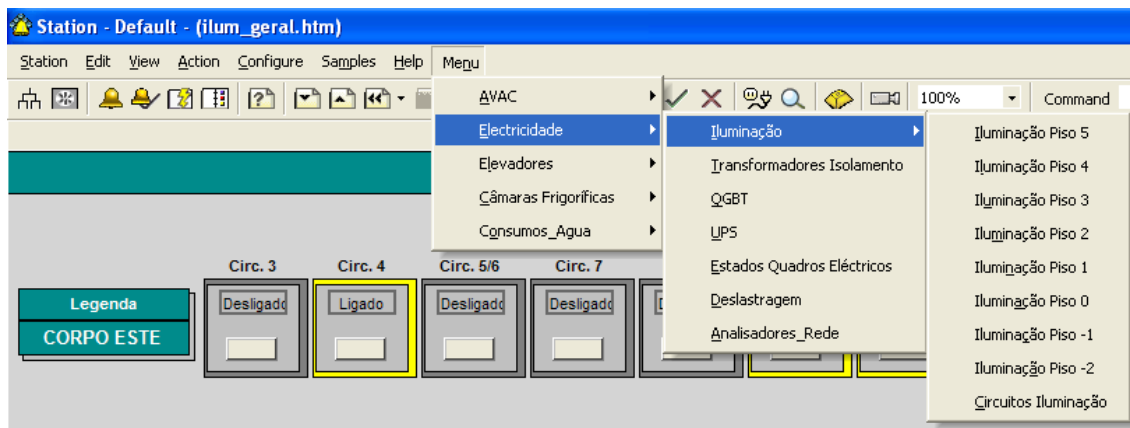 Station - Default - (ilum_geral.htm)
Station Edit View Action Configure Samples Help Menu
100% Command
AVAC
Electricidade
Elevadores
Câmaras Frigoríficas
Consumos_Agua
Iluminação
Transformadores Isolamento
QGBT
UPS
Estados Quadros Eléctricos
Deslastragem
Analisadores_Rede
Iluminação Piso 5
Iluminação Piso 4
Iluminação Piso 3
Iluminação Piso 2
Iluminação Piso 1
Iluminação Piso 0
Iluminação Piso -1
Iluminação Piso -2
Circuitos Iluminação
Circ. 3 Circ. 4 Circ. 5/6 Circ. 7
Legenda
CORPO ESTE
Desligado Ligado Desligado Desligado